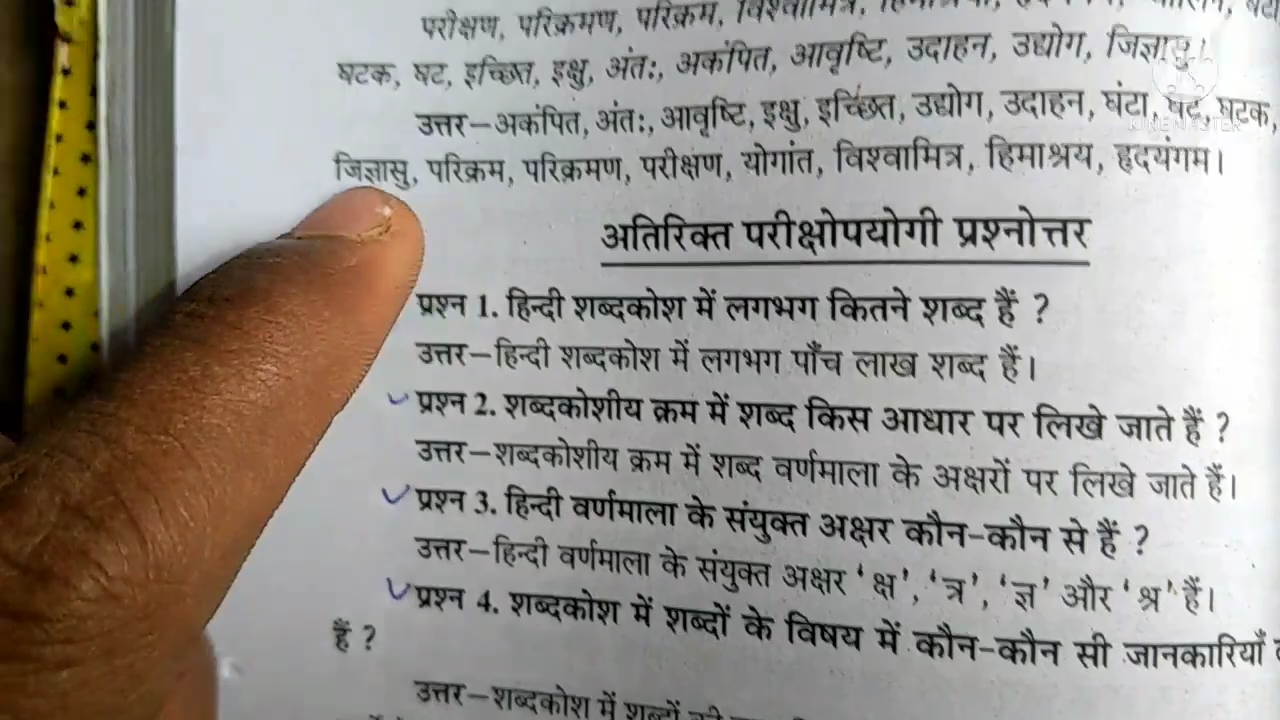 परीक्षण, परिक्रमण, परिक्रम, विश्वामित्र,
घटक, घट, इच्छित, इक्षु, अंतः, अकंपित, आवृष्टि, उदाहन, उद्योग, जिज्ञासु।
उत्तर–अकंपित, अंतः, आवृष्टि, इक्षु, इच्छित, उद्योग, उदाहन, घंटा, घट, घटक,
जिज्ञासु, परिक्रम, परिक्रमण, परीक्षण, योगांत, विश्वामित्र, हिमाश्रय, हृदयंगम।
अतिरिक्त परीक्षोपयोगी प्रश्नोत्तर
प्रश्न 1. हिन्दी शब्दकोश में लगभग कितने शब्द हैं ?
उत्तर–हिन्दी शब्दकोश में लगभग पाँच लाख शब्द हैं।
प्रश्न 2. शब्दकोशीय क्रम में शब्द किस आधार पर लिखे जाते हैं ?
उत्तर–शब्दकोशीय क्रम में शब्द वर्णमाला के अक्षरों पर लिखे जाते हैं।
प्रश्न 3. हिन्दी वर्णमाला के संयुक्त अक्षर कौन-कौन से हैं ?
उत्तर–हिन्दी वर्णमाला के संयुक्त अक्षर ‘क्ष’, ‘त्र’, ‘ज्ञ’ और ‘श्र’ हैं।
प्रश्न 4. शब्दकोश में शब्दों के विषय में कौन-कौन सी जानकारियाँ
हैं ?
उत्तर–शब्दकोश में शब्दों की